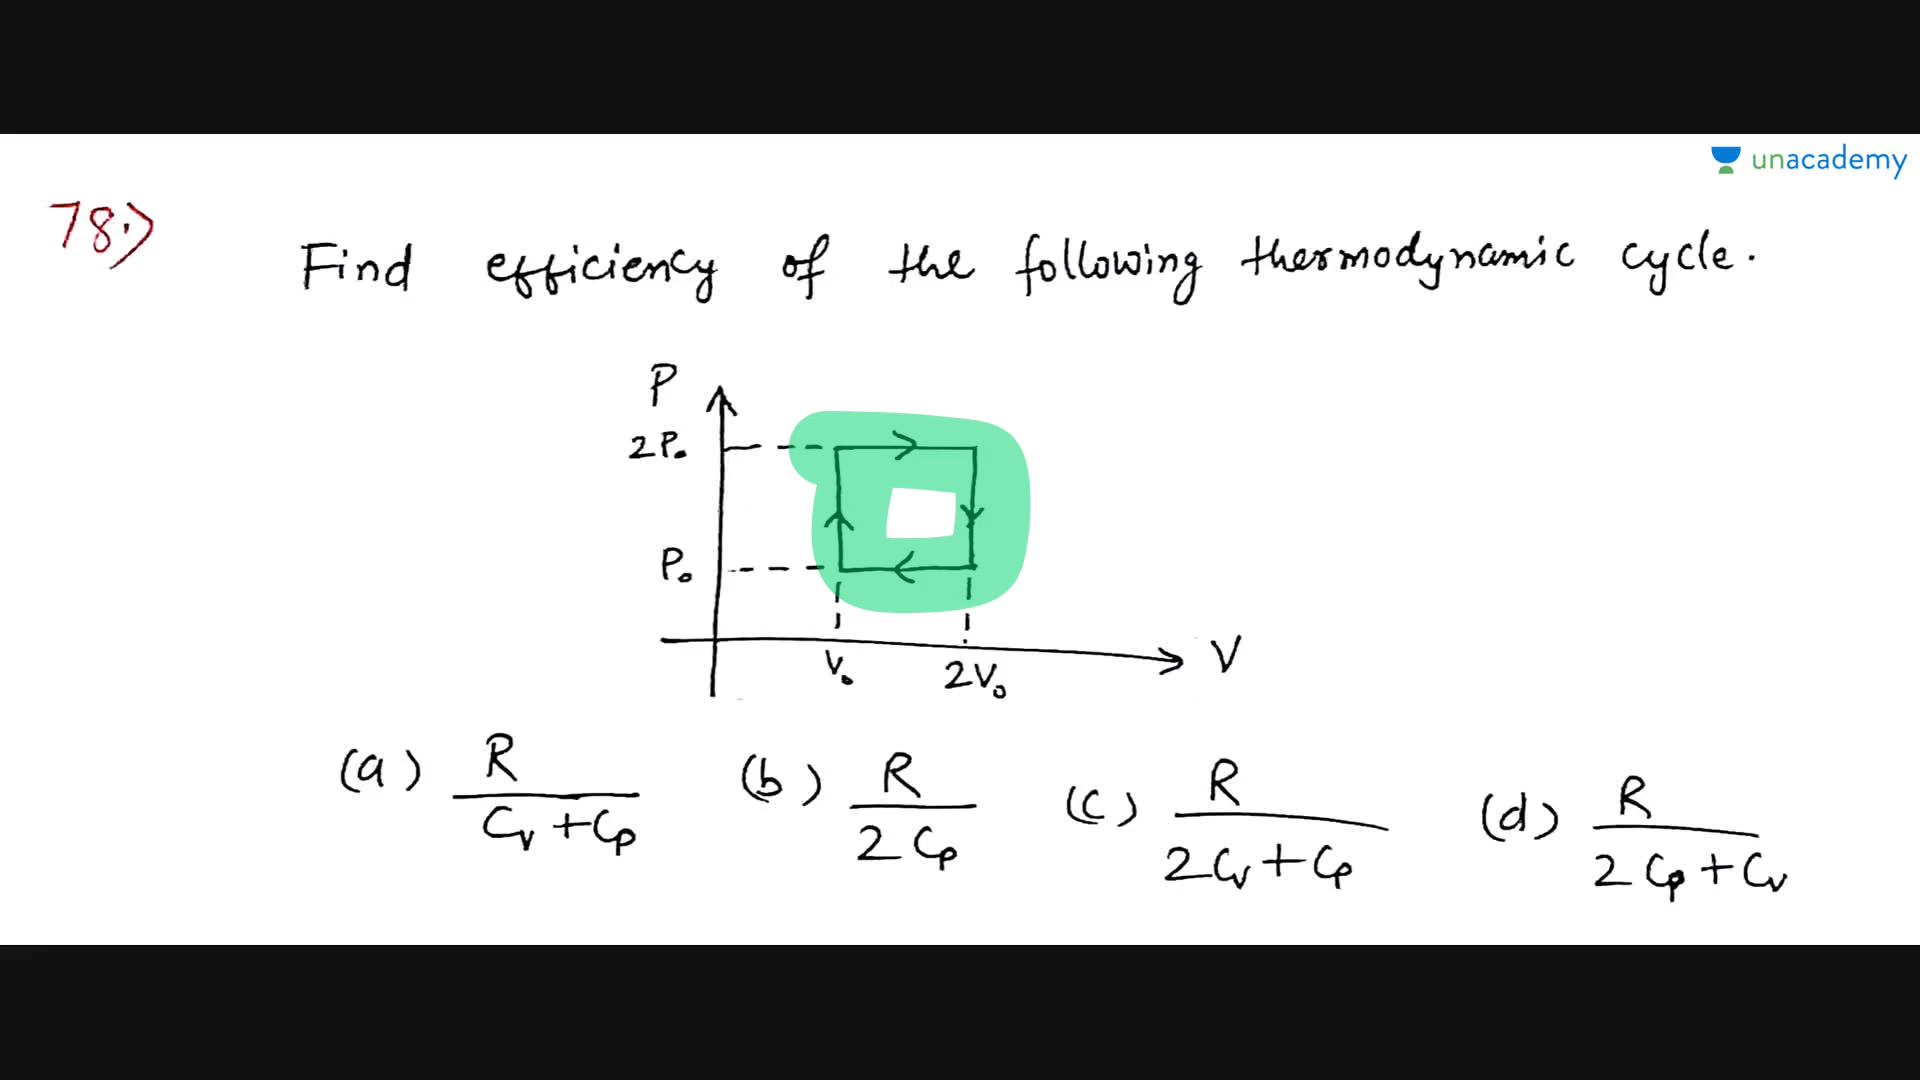 unacademy
78.)
Find efficiency of the following thermodynamic cycle.
P
2P₀
P₀
V₀ 2V₀
V
(a) R/(Cv + Cp) (b) R/(2Cp) (c) R/(2Cv + Cp) (d) R/(2Cp + Cv)